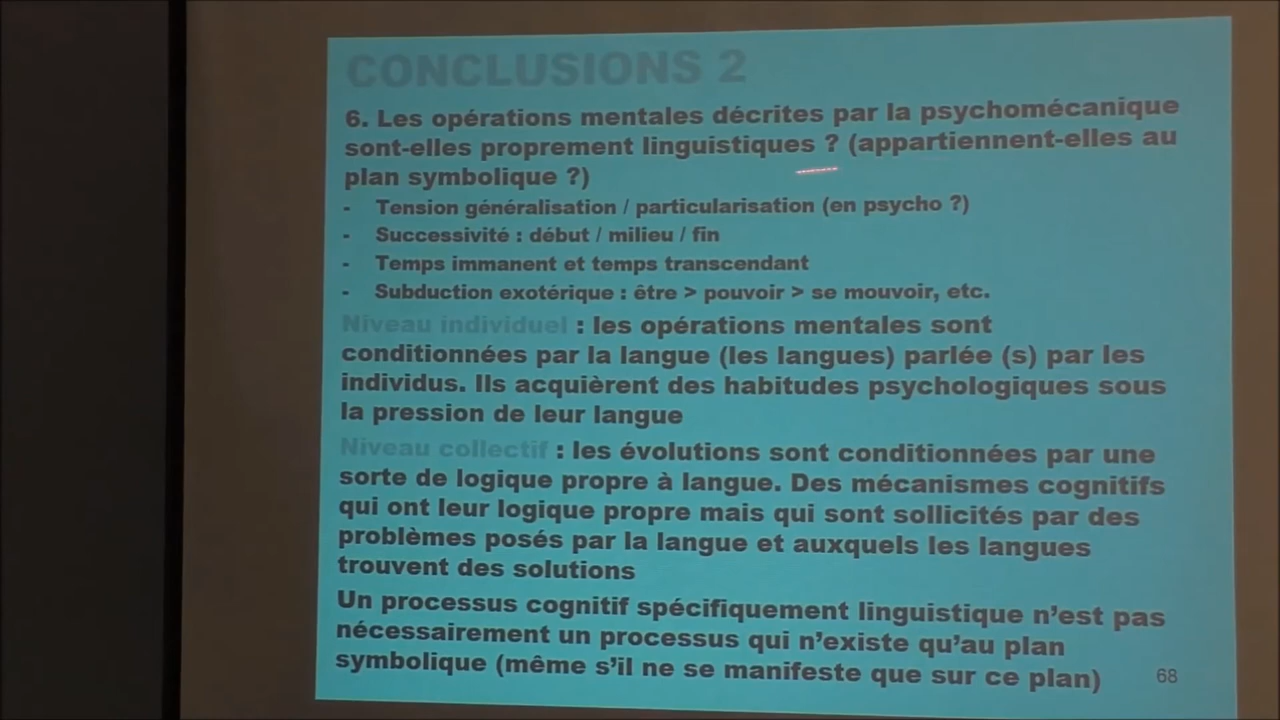 CONCLUSIONS 2
6. Les opérations mentales décrites par la psychomécanique
sont-elles proprement linguistiques ? (appartiennent-elles au
plan symbolique ?)
- Tension généralisation / particularisation (en psycho ?)
- Successivité : début / milieu / fin
- Temps immanent et temps transcendant
- Subduction exotérique : être > pouvoir > se mouvoir, etc.
Niveau individuel : les opérations mentales sont
conditionnées par la langue (les langues) parlée (s) par les
individus. Ils acquièrent des habitudes psychologiques sous
la pression de leur langue
Niveau collectif : les évolutions sont conditionnées par une
sorte de logique propre à langue. Des mécanismes cognitifs
qui ont leur logique propre mais qui sont sollicités par des
problèmes posés par la langue et auxquels les langues
trouvent des solutions
Un processus cognitif spécifiquement linguistique n'est pas
nécessairement un processus qui n'existe qu'au plan
symbolique (même s'il ne se manifeste que sur ce plan)
68